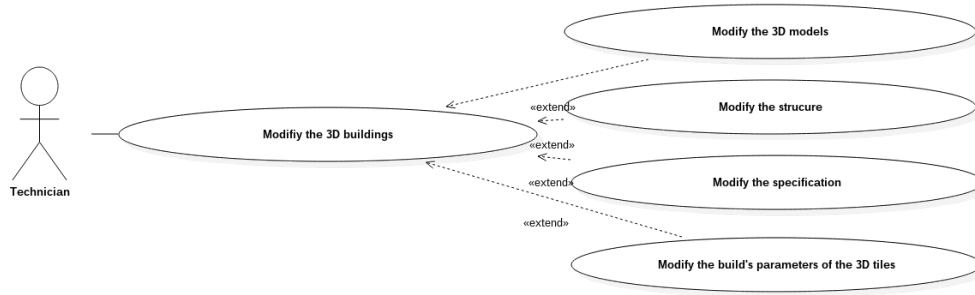 Modify the 3D models
«extend»
Modify the strucure
Modifiy the 3D buildings
«extend»
Technician
«extend»
Modify the specification
«extend»
Modify the build's parameters of the 3D tiles